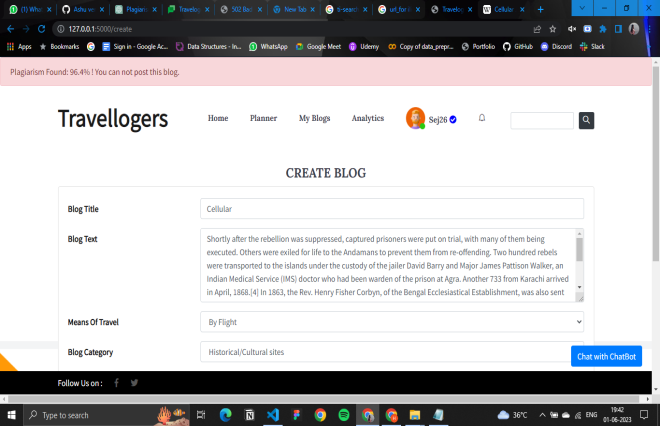 (1) Wha
Ashu-va
Plagiaris
Travelog
502 Bad
New Tab
ti-search
url_for i
Travelog
Cellular
127.0.0.1:5000/create
Apps
Bookmarks
Sign in - Google Ac...
Data Structures - In...
WhatsApp
Google Meet
Udemy
Copy of data_prepr...
Portfolio
GitHub
Discord
Slack
Plagiarism Found: 96.4% ! You can not post this blog.
Travellogers
Home
Planner
My Blogs
Analytics
Sej26
CREATE BLOG
Blog Title
Cellular
Blog Text
Shortly after the rebellion was suppressed, captured prisoners were put on trial, with many of them being
executed. Others were exiled for life to the Andamans to prevent them from re-offending. Two hundred rebels
were transported to the islands under the custody of the jailer David Barry and Major James Pattison Walker, an
Indian Medical Service (IMS) doctor who had been warden of the prison at Agra. Another 733 from Karachi arrived
in April, 1868.[4] In 1863, the Rev. Henry Fisher Corbyn, of the Bengal Ecclesiastical Establishment, was also sent
Means Of Travel
By Flight
Blog Category
Historical/Cultural sites
Chat with ChatBot
Follow Us on :
Type to search
36°C
ENG
19:42
01-06-2023